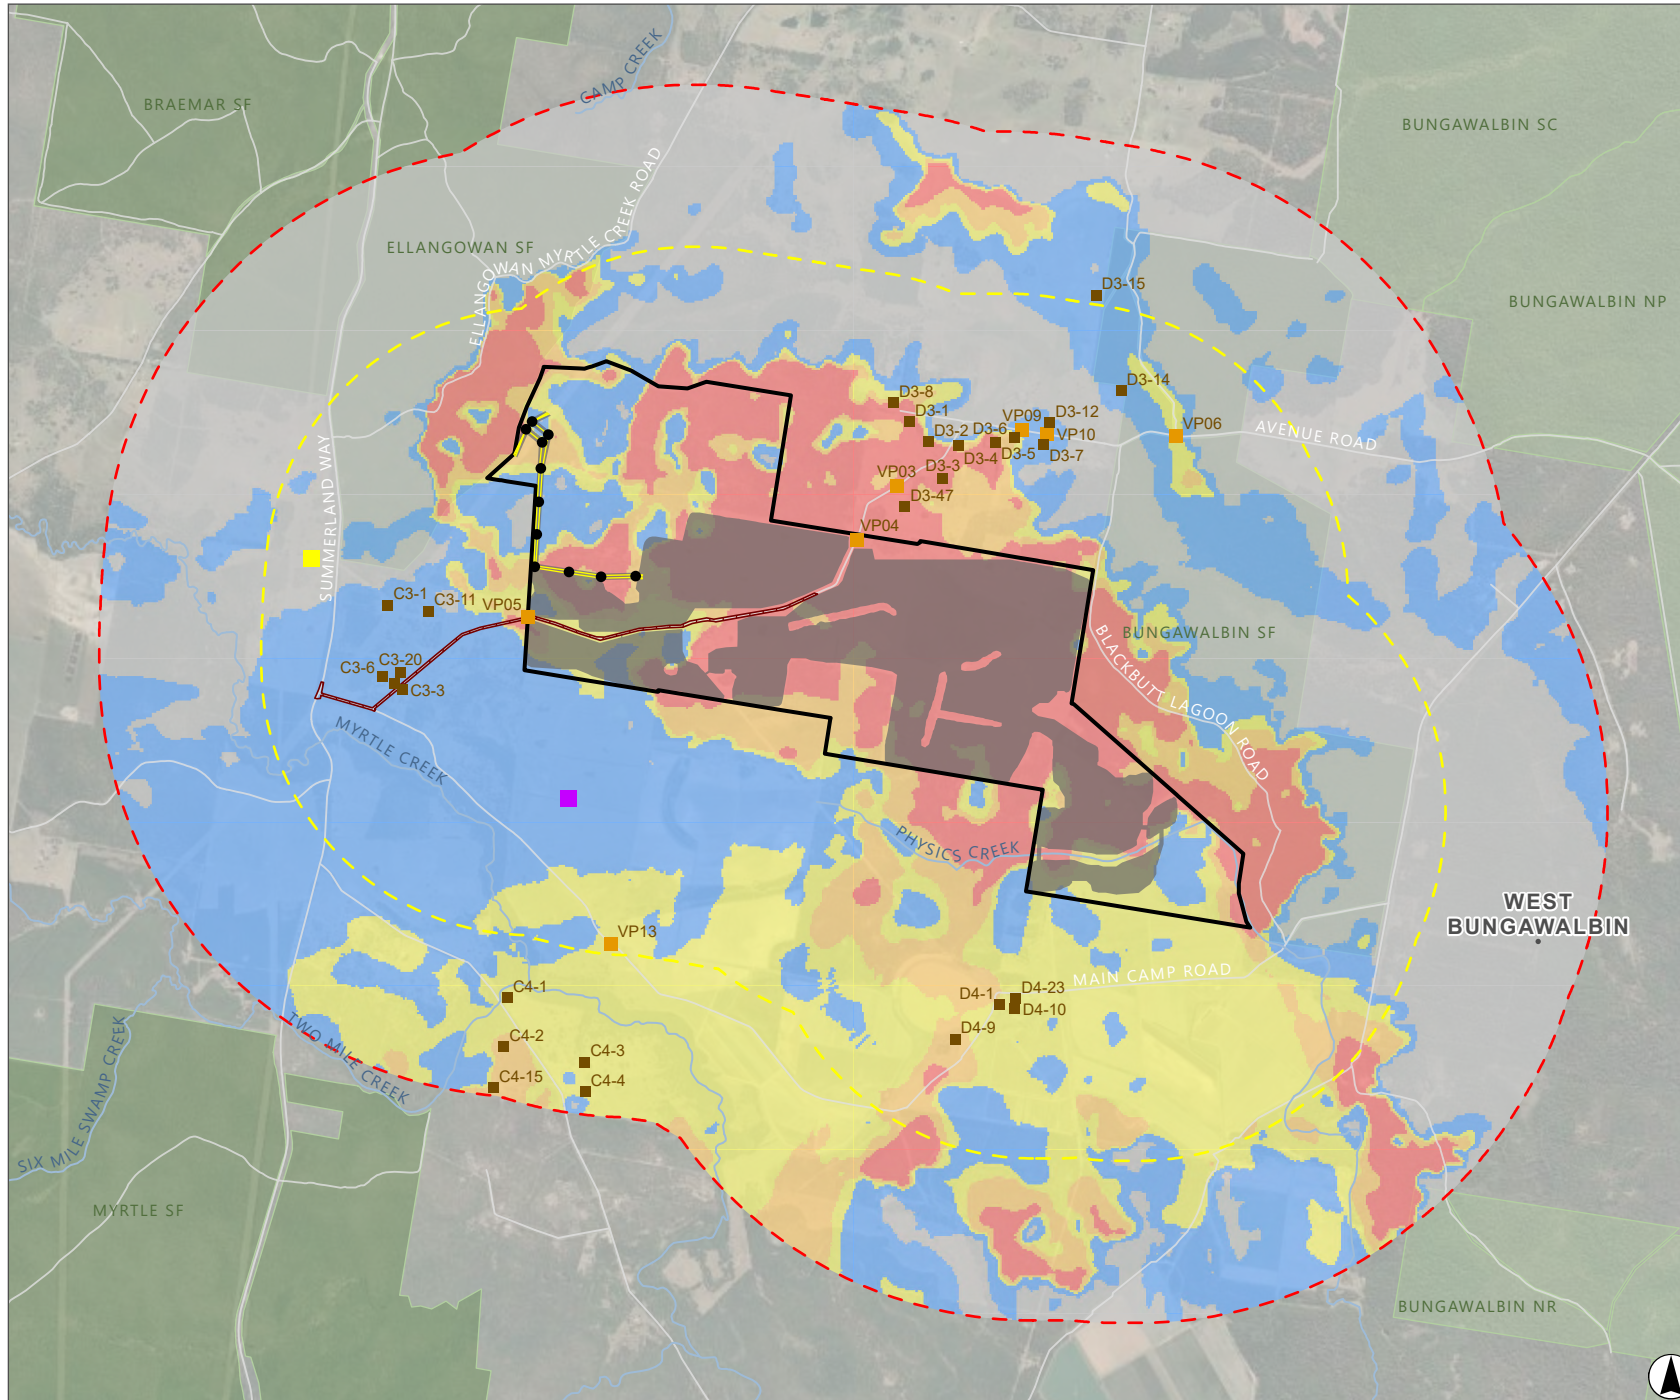 CAMP CREEK
BRAEMAR SF
BUNGAWALBIN SC
ELLANGOWAN MYRTLE CREEK ROAD
ELLANGOWAN SF
D3-15
BUNGAWALBIN NP
D3-14
D3-8
D3-1
VP09
D3-12
D3-2
D3-6
VP10
VP06
AVENUE ROAD
D3-4
D3-5
D3-7
VP03
D3-3
D3-47
SUMMERLAND WAY
VP04
C3-1
C3-11
VP05
BUNGAWALBIN SF
BLACKBUTT LAGOON ROAD
C3-6
C3-20
C3-3
MYRTLE CREEK
PHYSICS CREEK
WEST
BUNGAWALBIN
VP13
MAIN CAMP ROAD
C4-1
D4-1
D4-23
D4-10
D4-9
TWO MILE CREEK
C4-2
C4-3
C4-15
C4-4
SIX MILE SWAMP CREEK
MYRTLE SF
BUNGAWALBIN NR